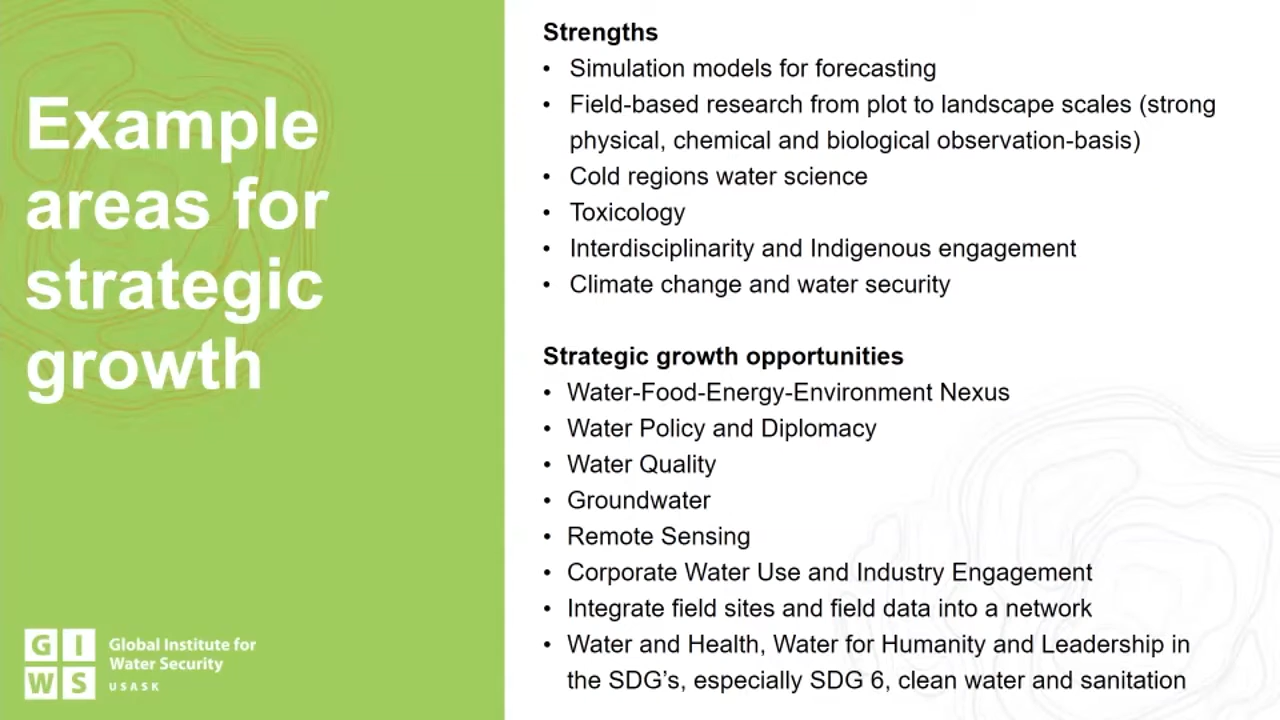 Example
areas for
strategic
growth
G I
W S
Global Institute for
Water Security
USASK
Strengths
• Simulation models for forecasting
• Field-based research from plot to landscape scales (strong
physical, chemical and biological observation-basis)
• Cold regions water science
• Toxicology
• Interdisciplinarity and Indigenous engagement
• Climate change and water security
Strategic growth opportunities
• Water-Food-Energy-Environment Nexus
• Water Policy and Diplomacy
• Water Quality
• Groundwater
• Remote Sensing
• Corporate Water Use and Industry Engagement
• Integrate field sites and field data into a network
• Water and Health, Water for Humanity and Leadership in
the SDG’s, especially SDG 6, clean water and sanitation